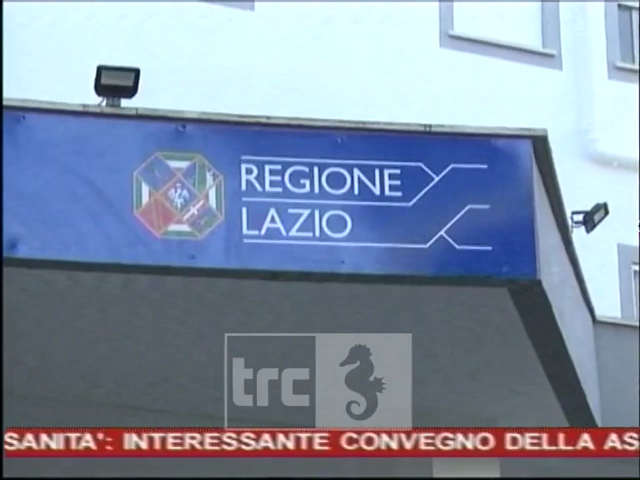 REGIONE
LAZIO
trc
SANITA': INTERESSANTE CONVEGNO DELLA AS